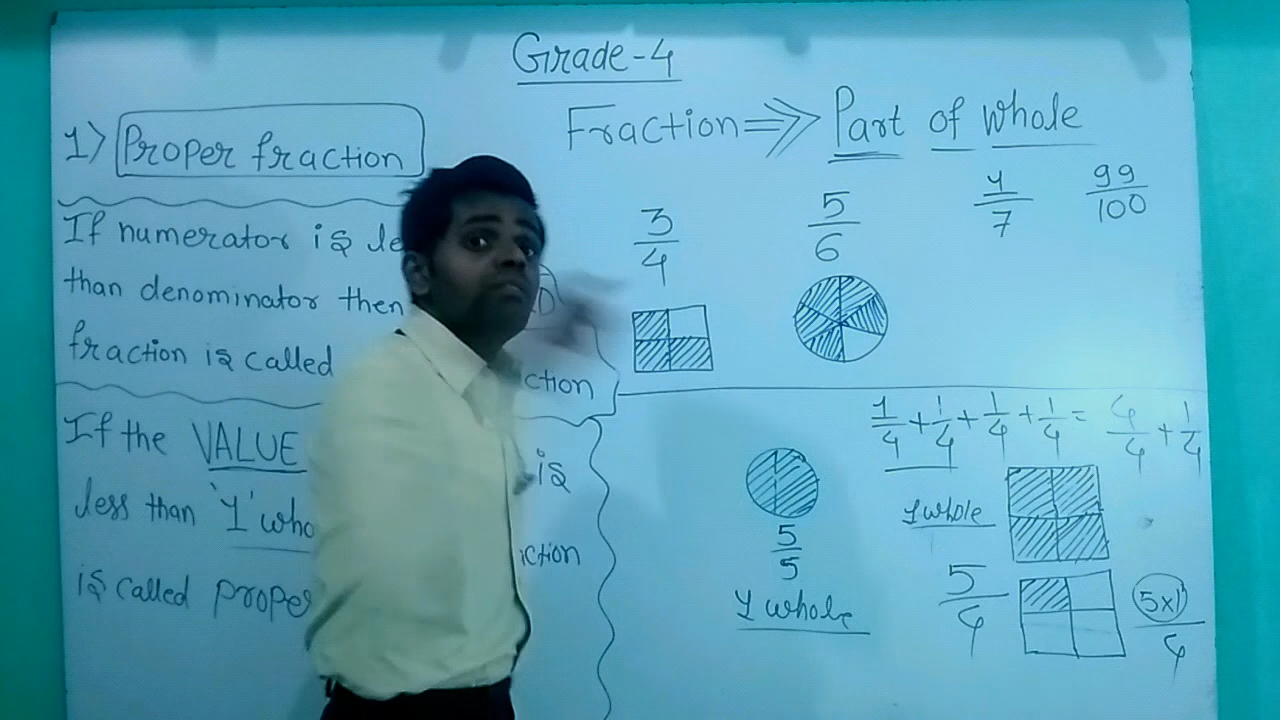 Grade-4
1) Proper fraction
If numerator is le
than denominator then
fraction is called
ction
If the VALUE is
less than '1' who
ction
is called proper
Fraction ⇒ Part of whole
3/4 5/6 4/7 99/100
1/4 + 1/4 + 1/4 + 1/4 = 4/4 + 1/4
5/5
1 whole
1 whole
5/4
5x1/4